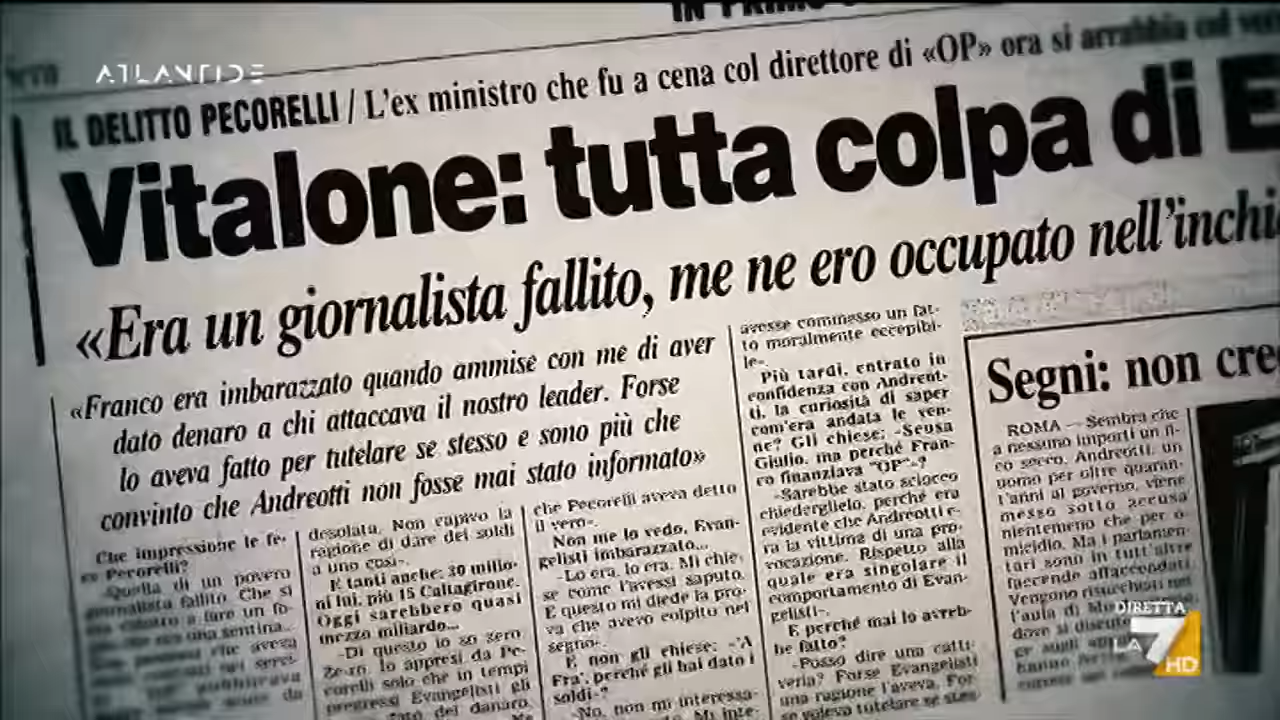 IN PRIMO
ATLANTIDE
IL DELITTO PECORELLI / L'ex ministro che fu a cena col direttore di «OP» ora si arrabbia col
Vitalone: tutta colpa di E
«Era un giornalista fallito, me ne ero occupato nell'inchi
«Franco era imbarazzato quando ammise con me di aver
dato denaro a chi attaccava il nostro leader. Forse
lo aveva fatto per tutelare se stesso e sono più che
convinto che Andreotti non fosse mai stato informato»
Che impressione le fe-
ce Pecorelli?
«Quella di un povero
giornalista fallito. Che si
desolata. Non capivo la
ragione di dare dei soldi
a uno così».
E tanti anche: 30 milio-
ni lui, più 15 Caltagirone.
Oggi sarebbero quasi
mezzo miliardo...
«Di questo io so zero
Ze-ro. lo appresi da Pe-
corelli solo che in tempi
pregressi Evangelisti gli
che Pecorelli aveva detto
il vero».
Non me lo vedo, Evan-
gelisti imbarazzato...
«Lo era, lo era. Mi chie-
se come l'avessi saputo.
E questo mi diede la pro-
va che avevo colpito nel
segno».
E non gli chiese: «A
Fra', perché gli hai dato i
soldi»?
«No, non mi interessa-
avesse commesso un fat-
to moralmente eccepibi-
le».
Più tardi, entrato in
confidenza con Andreot-
ti, la curiosità di saper
com'era andata le ven-
ne? Gli chiese: «Scusa
Giulio, ma perché Fran-
co finanziava "OP"»?
«Sarebbe stato sciocco
chiederglielo, perché era
evidente che Andreotti e-
ra la vittima di una pro-
vocazione. Rispetto alla
quale era singolare il
comportamento di Evan-
gelisti».
E perché mai lo avreb-
be fatto?
«Posso dire una catti-
veria? Forse Evangelisti
una ragione l'aveva. For-
se voleva tutelare se stes
Segni: non cre
ROMA — Sembra che
a nessuno importi un fi-
co secco. Andreotti, un
uomo per oltre quaran-
t'anni al governo, viene
messo sotto accusa
nientemeno che per o-
micidio. Ma i parlamen-
tari sono in tutt'altre
faccende affaccendati.
DIRETTA
LA 7 HD